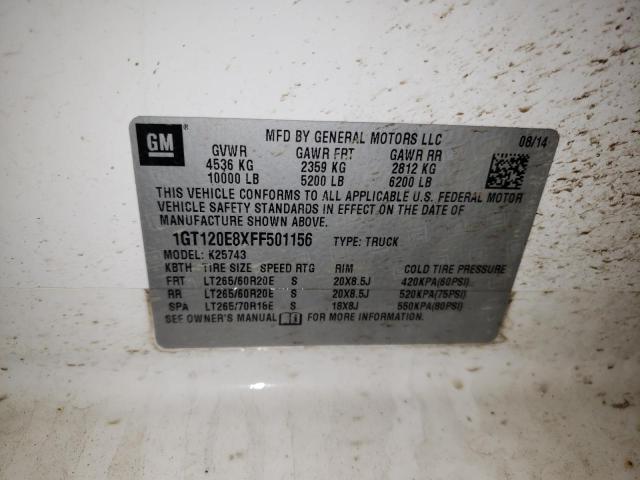 GM®
MFD BY GENERAL MOTORS LLC 08/14
GVWR GAWR FRT GAWR RR
4536 KG 2359 KG 2812 KG
10000 LB 5200 LB 6200 LB
THIS VEHICLE CONFORMS TO ALL APPLICABLE U.S. FEDERAL MOTOR
VEHICLE SAFETY STANDARDS IN EFFECT ON THE DATE OF
MANUFACTURE SHOWN ABOVE.
1GT120E8XFF501156 TYPE: TRUCK
MODEL: K25743
KBTH TIRE SIZE SPEED RTG RIM COLD TIRE PRESSURE
FRT LT265/60R20E S 20X8.5J 420KPA(60PSI)
RR LT265/60R20E S 20X8.5J 520KPA(75PSI)
SPA LT265/70R18E S 18X8J 550KPA(80PSI)
SEE OWNER'S MANUAL FOR MORE INFORMATION.